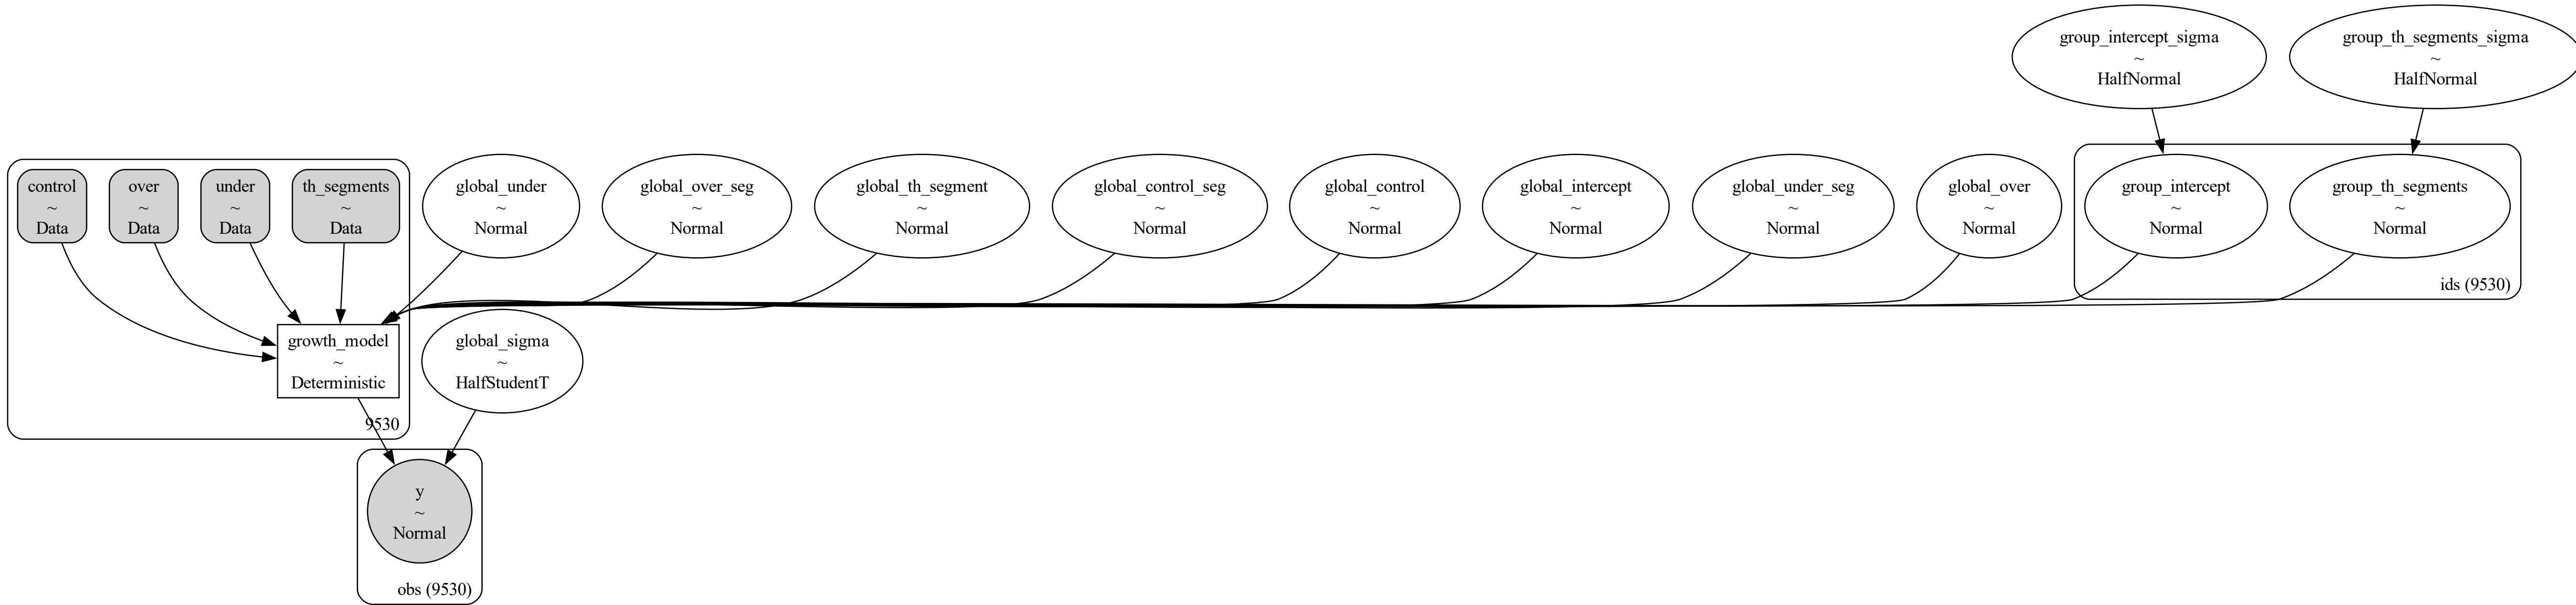 group_intercept_sigma
~
HalfNormal
group_th_segments_sigma
~
HalfNormal
control
~
Data
over
~
Data
under
~
Data
th_segments
~
Data
global_under
~
Normal
global_over_seg
~
Normal
global_th_segment
~
Normal
global_control_seg
~
Normal
global_control
~
Normal
global_intercept
~
Normal
global_under_seg
~
Normal
global_over
~
Normal
group_intercept
~
Normal
group_th_segments
~
Normal
ids (9530)
growth_model
~
Deterministic
global_sigma
~
HalfStudentT
9530
y
~
Normal
obs (9530)